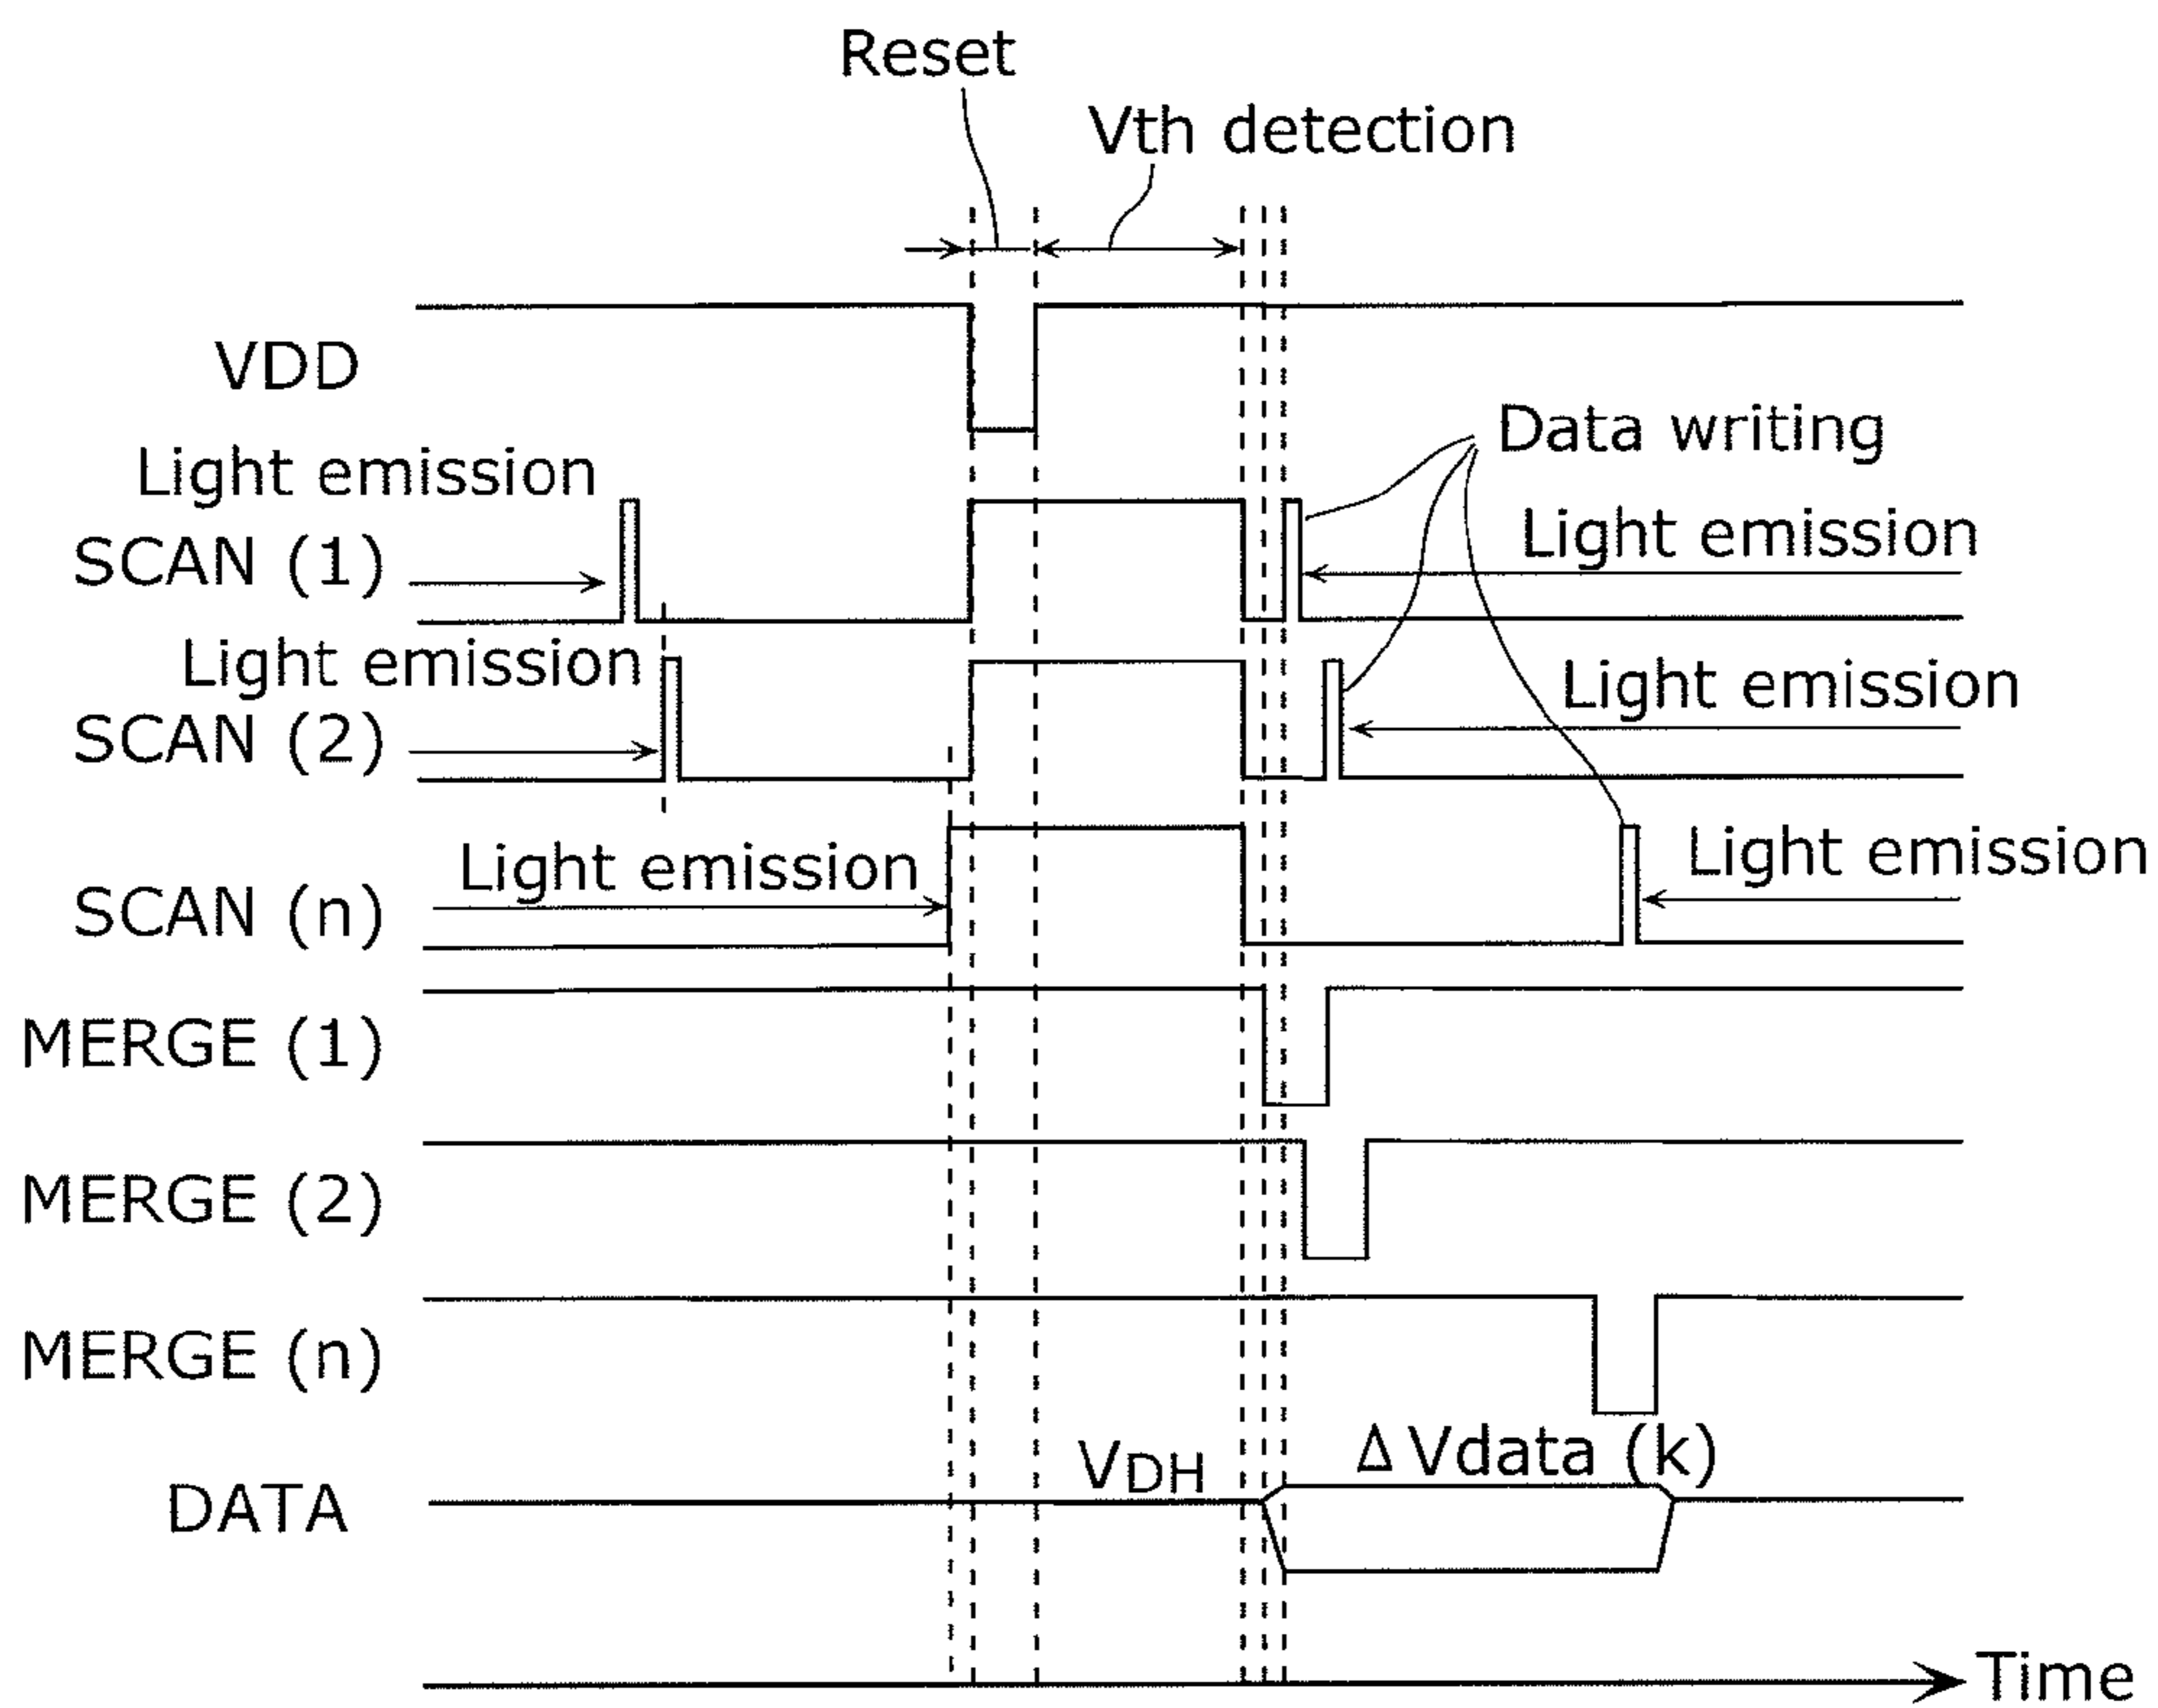 Reset
Vth detection
VDD
Data writing
Light emission
SCAN (1)
Light emission
Light emission
SCAN (2)
Light emission
Light emission
SCAN (n)
Light emission
MERGE (1)
MERGE (2)
MERGE (n)
VDH
Δ Vdata (k)
DATA
Time